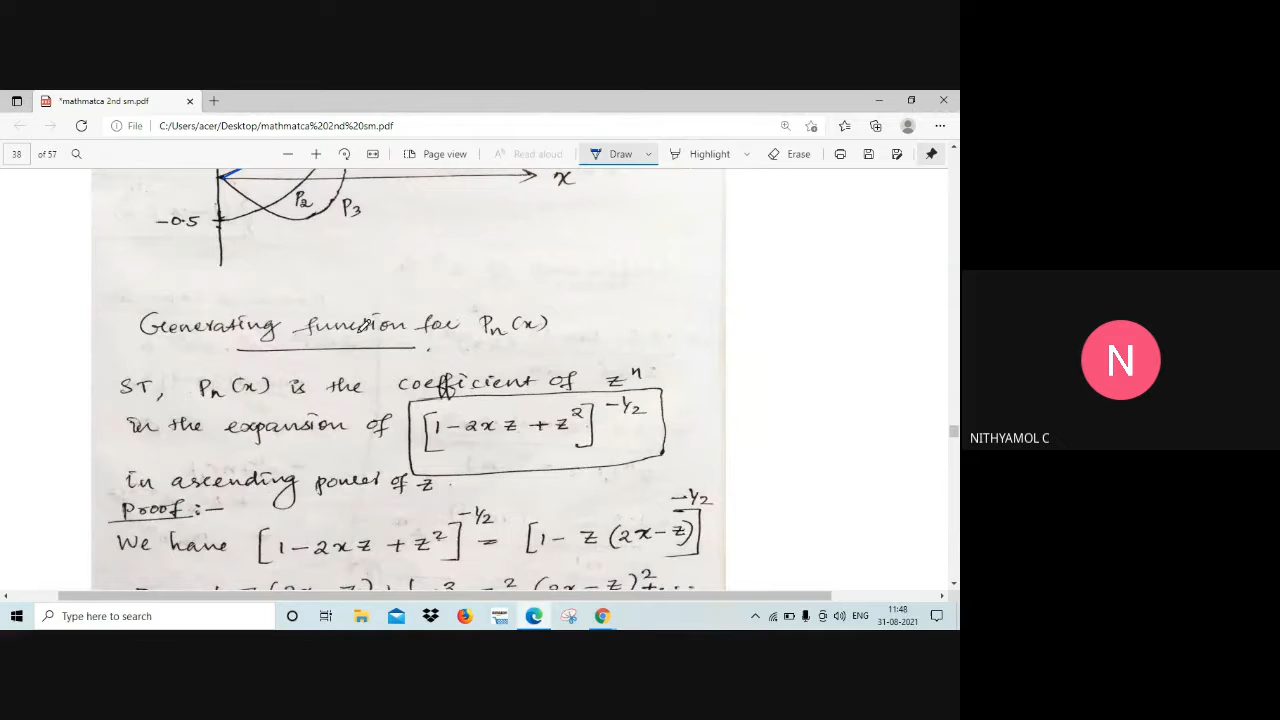 *mathmatca 2nd sm.pdf
File C:/Users/acer/Desktop/mathmatca%202nd%20sm.pdf
38 of 57 Page view Read aloud Draw Highlight Erase
x
P2
P3
-0.5
Generating function for Pn(x)
ST, Pn(x) is the coefficient of z^n
in the expansion of [1-2xz+z^2]^-1/2
in ascending power of z.
Proof:-
We have [1-2xz+z^2]^-1/2 = [1-z(2x-z)]^-1/2
N
NITHYAMOL C
Type here to search
ENG
11:48
31-08-2021